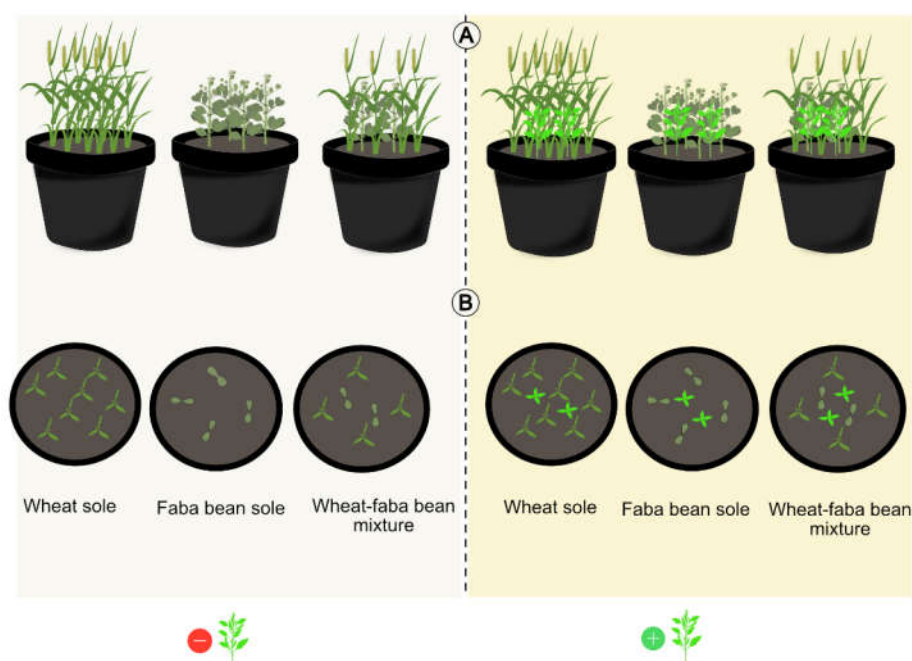 A
B
Wheat sole
Faba bean sole
Wheat-faba bean
mixture
Wheat sole
Faba bean sole
Wheat-faba bean
mixture